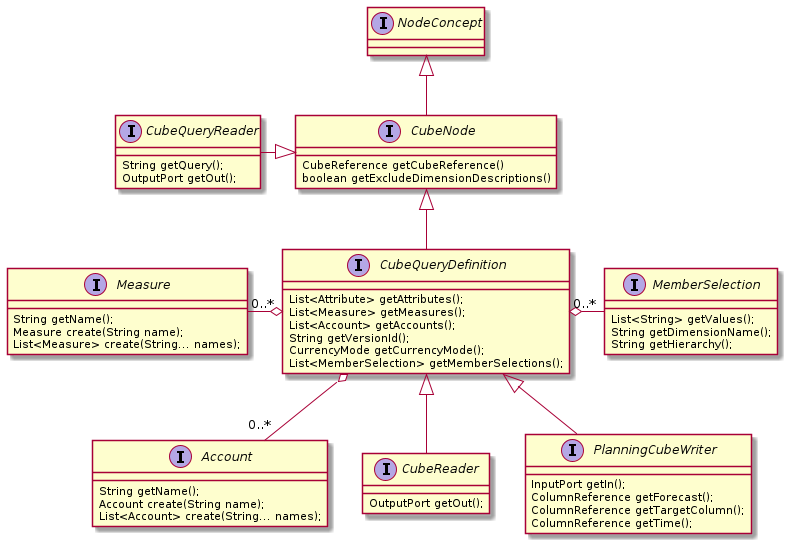 I NodeConcept
I CubeQueryReader
String getQuery();
OutputPort getOut();
I CubeNode
CubeReference getCubeReference()
boolean getExcludeDimensionDescriptions()
I Measure
String getName();
Measure create(String name);
List<Measure> create(String... names);
0..*
I CubeQueryDefinition
List<Attribute> getAttributes();
List<Measure> getMeasures();
List<Account> getAccounts();
String getVersionId();
CurrencyMode getCurrencyMode();
List<MemberSelection> getMemberSelections();
0..*
I MemberSelection
List<String> getValues();
String getDimensionName();
String getHierarchy();
0..*
I Account
String getName();
Account create(String name);
List<Account> create(String... names);
I CubeReader
OutputPort getOut();
I PlanningCubeWriter
InputPort getIn();
ColumnReference getForecast();
ColumnReference getTargetColumn();
ColumnReference getTime();